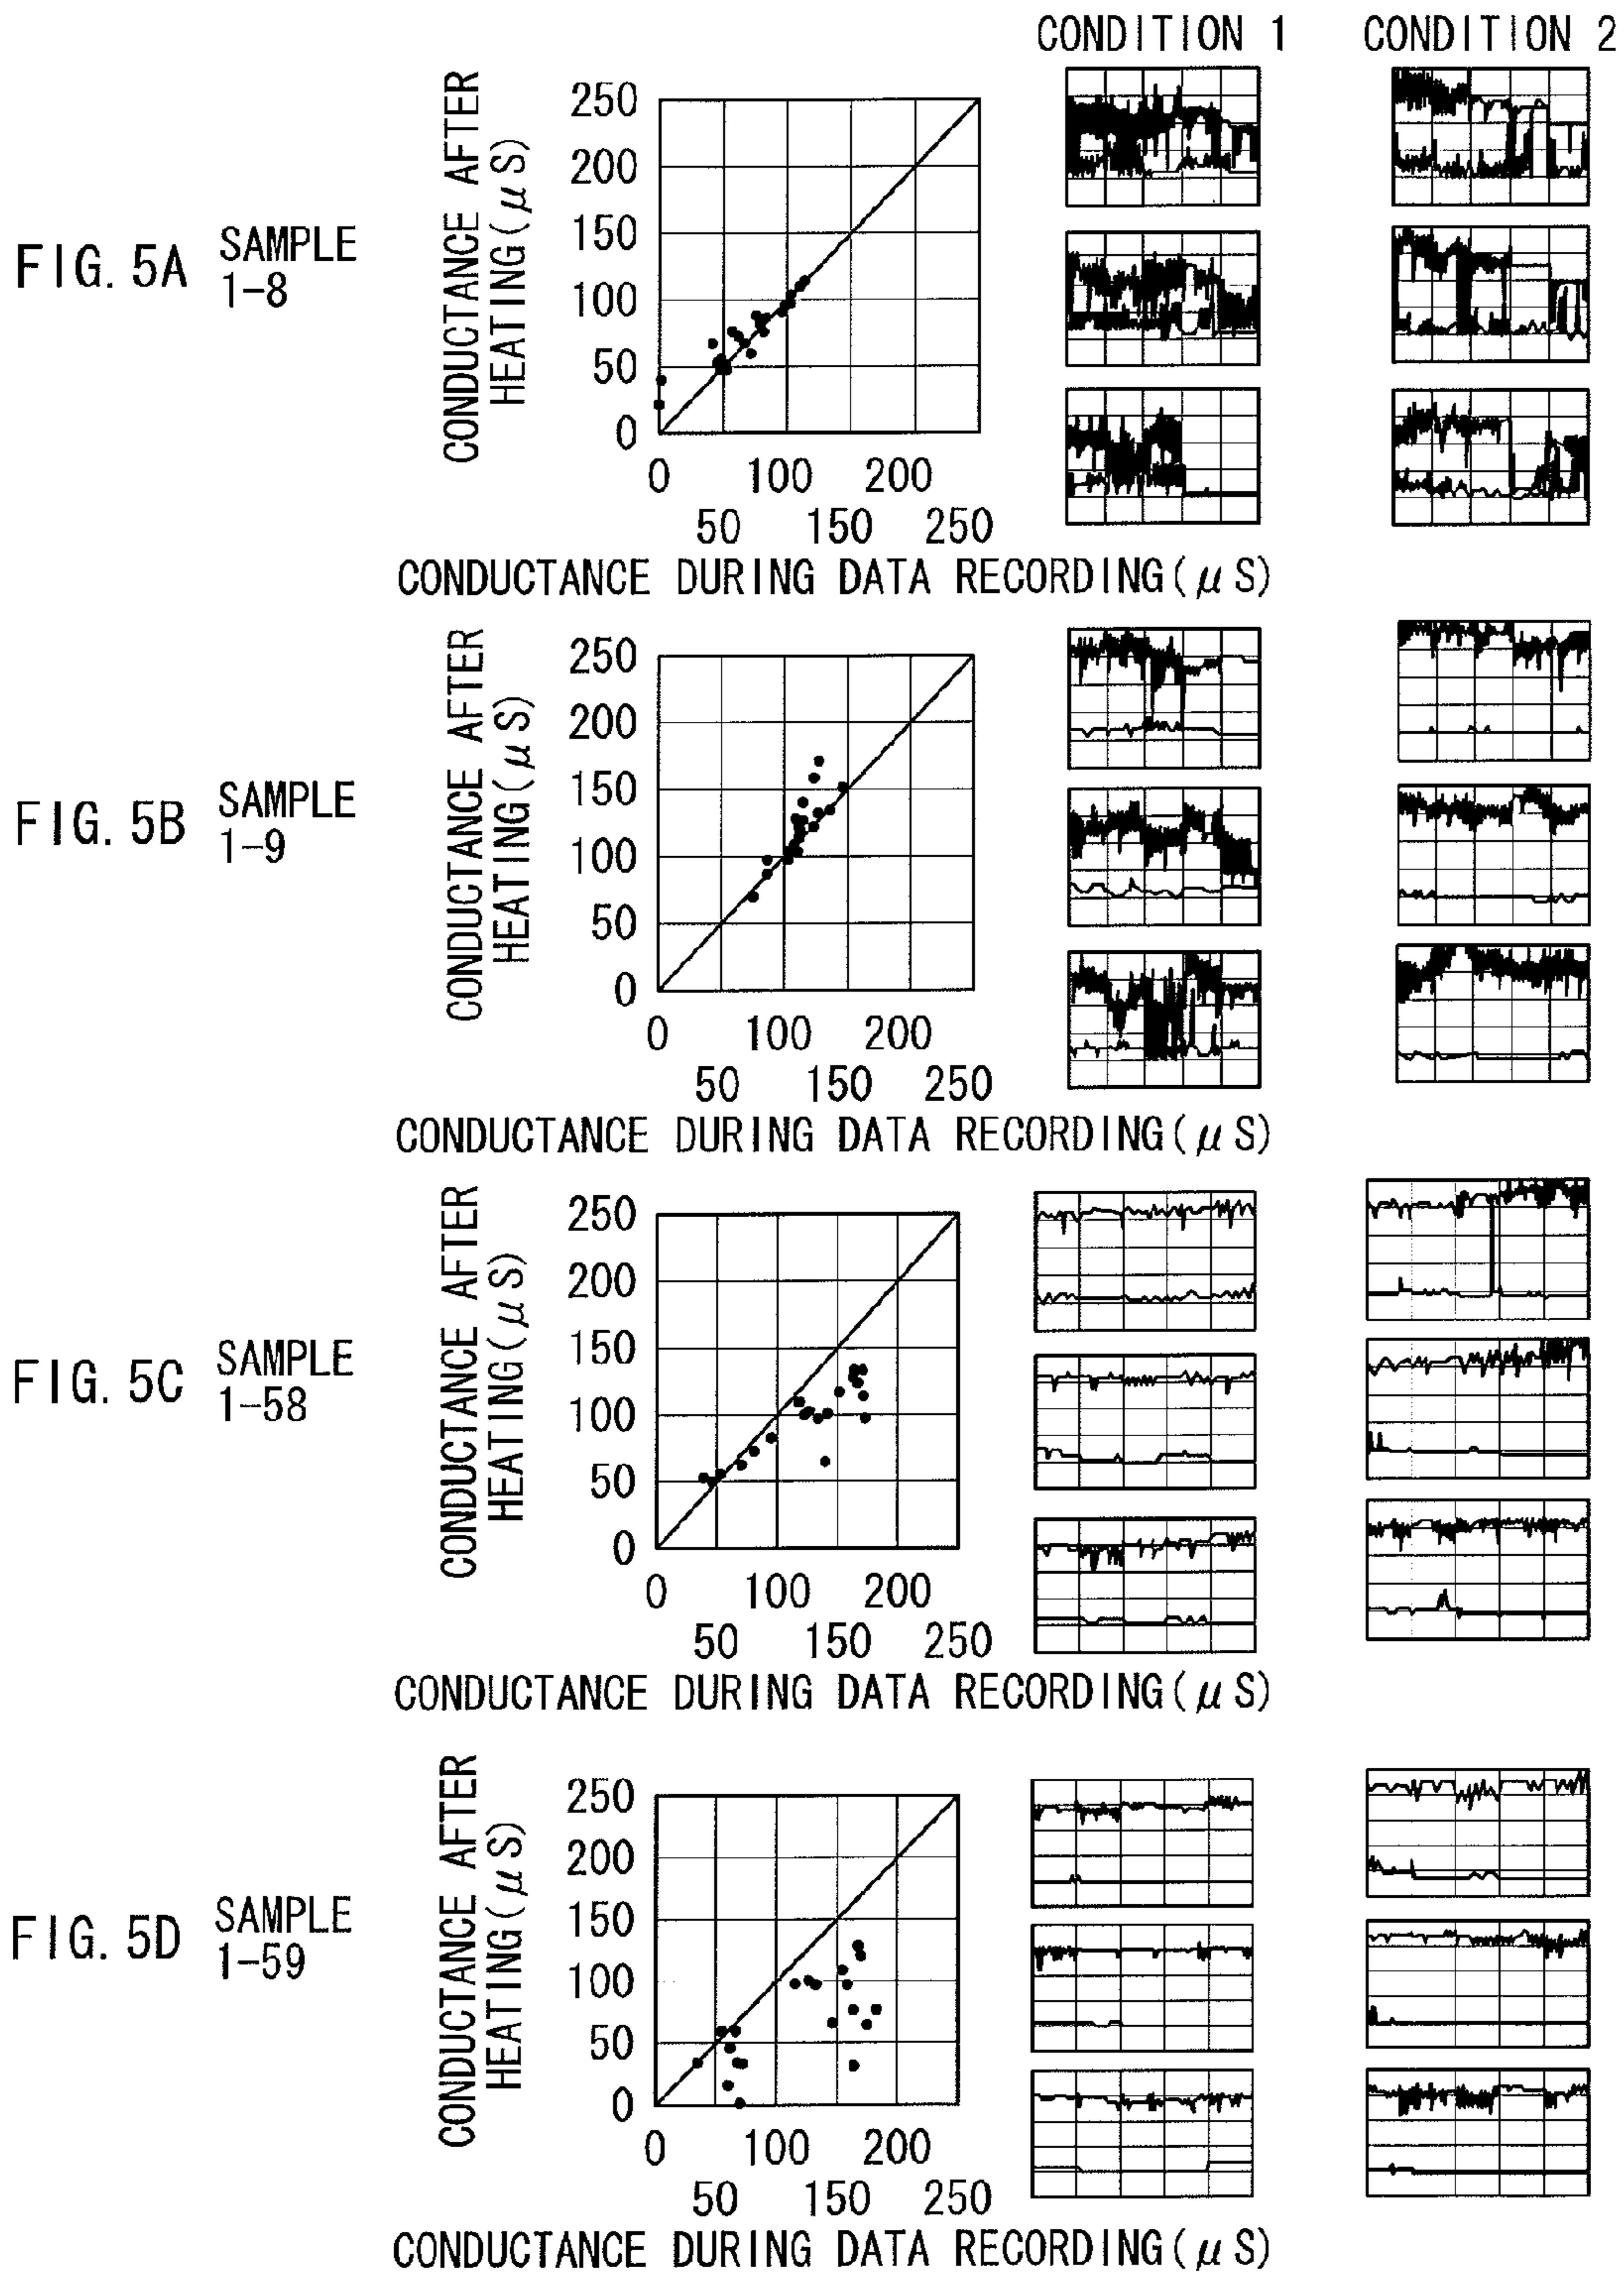 CONDITION 1
CONDITION 2
FIG. 5A
SAMPLE
1-8
CONDUCTANCE AFTER
HEATING(μS)
250
200
150
100
50
0
0
100
200
50
150
250
CONDUCTANCE DURING DATA RECORDING(μS)
FIG. 5B
SAMPLE
1-9
CONDUCTANCE AFTER
HEATING(μS)
250
200
150
100
50
0
0
100
200
50
150
250
CONDUCTANCE DURING DATA RECORDING(μS)
FIG. 5C
SAMPLE
1-58
CONDUCTANCE AFTER
HEATING(μS)
250
200
150
100
50
0
0
100
200
50
150
250
CONDUCTANCE DURING DATA RECORDING(μS)
FIG. 5D
SAMPLE
1-59
CONDUCTANCE AFTER
HEATING(μS)
250
200
150
100
50
0
0
100
200
50
150
250
CONDUCTANCE DURING DATA RECORDING(μS)